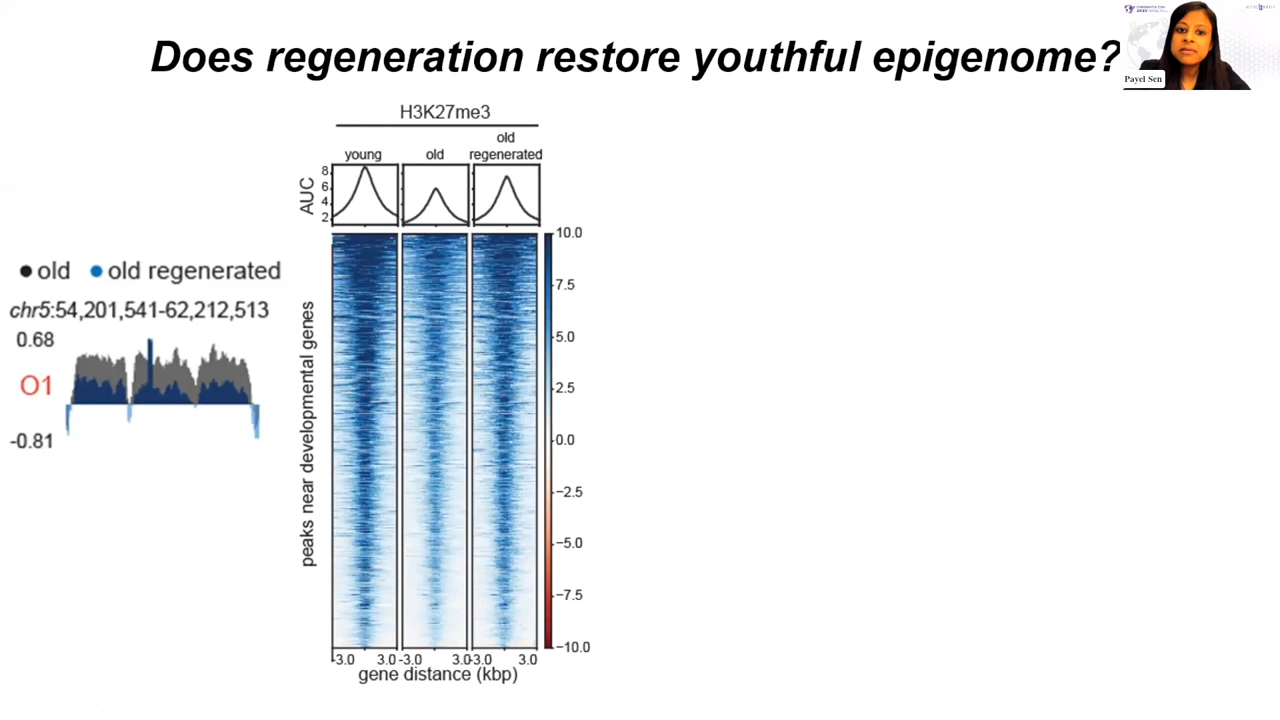 Does regeneration restore youthful epigenome?
Payel Sen
H3K27me3
young
old
old
regenerated
AUC
8
6
4
2
● old ● old regenerated
chr5:54,201,541-62,212,513
0.68
O1
-0.81
peaks near developmental genes
10.0
7.5
5.0
2.5
0.0
−2.5
−5.0
−7.5
−10.0
-3.0 3.0 -3.0 3.0 -3.0 3.0
gene distance (kbp)